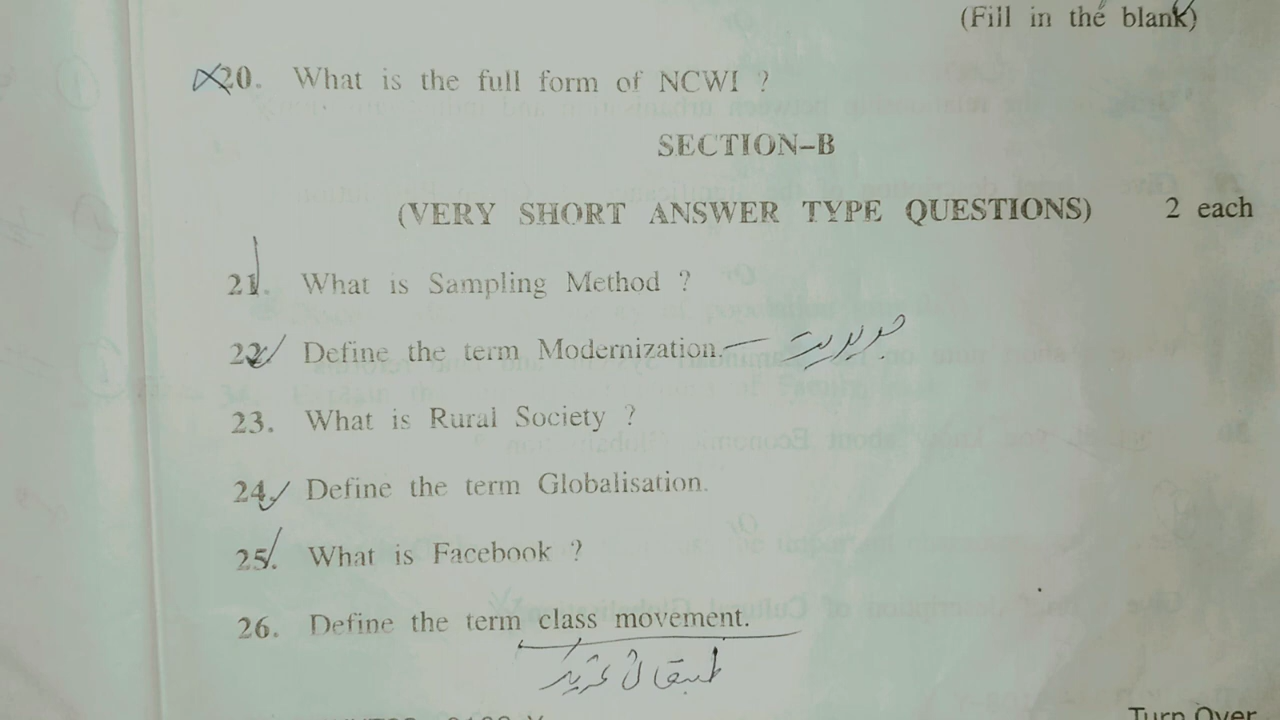 (Fill in the blank)
20. What is the full form of NCWI ?
SECTION–B
(VERY SHORT ANSWER TYPE QUESTIONS) 2 each
21. What is Sampling Method ?
22. Define the term Modernization.
23. What is Rural Society ?
24. Define the term Globalisation.
25. What is Facebook ?
26. Define the term class movement.
طبقاتی تحریک
Turn Over